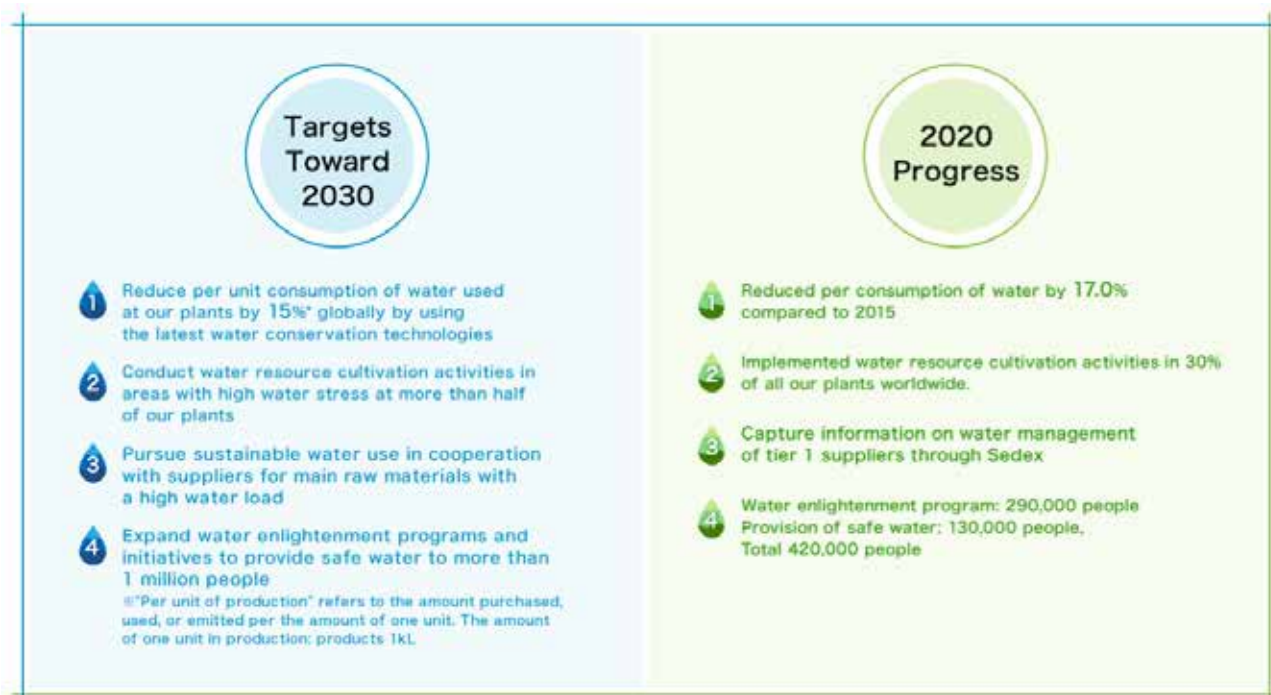 Targets
Toward
2030
1
Reduce per unit consumption of water used
at our plants by 15%* globally by using
the latest water conservation technologies
2
Conduct water resource cultivation activities in
areas with high water stress at more than half
of our plants
3
Pursue sustainable water use in cooperation
with suppliers for main raw materials with
a high water load
4
Expand water enlightenment programs and
initiatives to provide safe water to more than
1 million people
※"Per unit of production" refers to the amount purchased,
used, or emitted per the amount of one unit. The amount
of one unit in production: products 1kL
2020
Progress
1
Reduced per consumption of water by 17.0%
compared to 2015
2
Implemented water resource cultivation activities in 30%
of all our plants worldwide.
3
Capture information on water management
of tier 1 suppliers through Sedex
4
Water enlightenment program: 290,000 people
Provision of safe water: 130,000 people,
Total 420,000 people